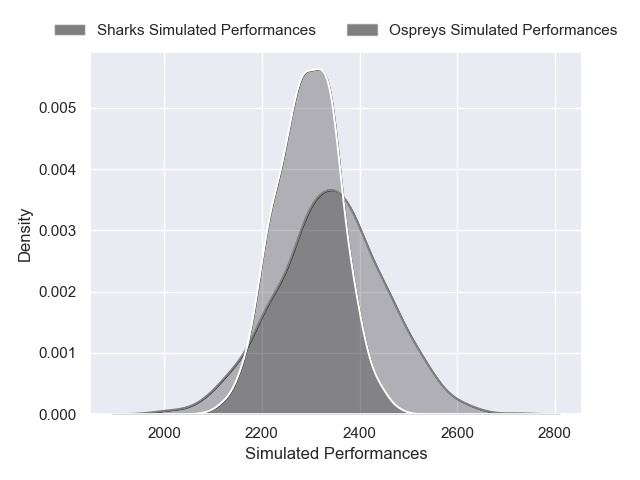 Sharks Simulated Performances Ospreys Simulated Performances
0.005
0.004
0.003
0.002
0.001
0.000
Density
2000 2200 2400 2600 2800
Simulated Performances